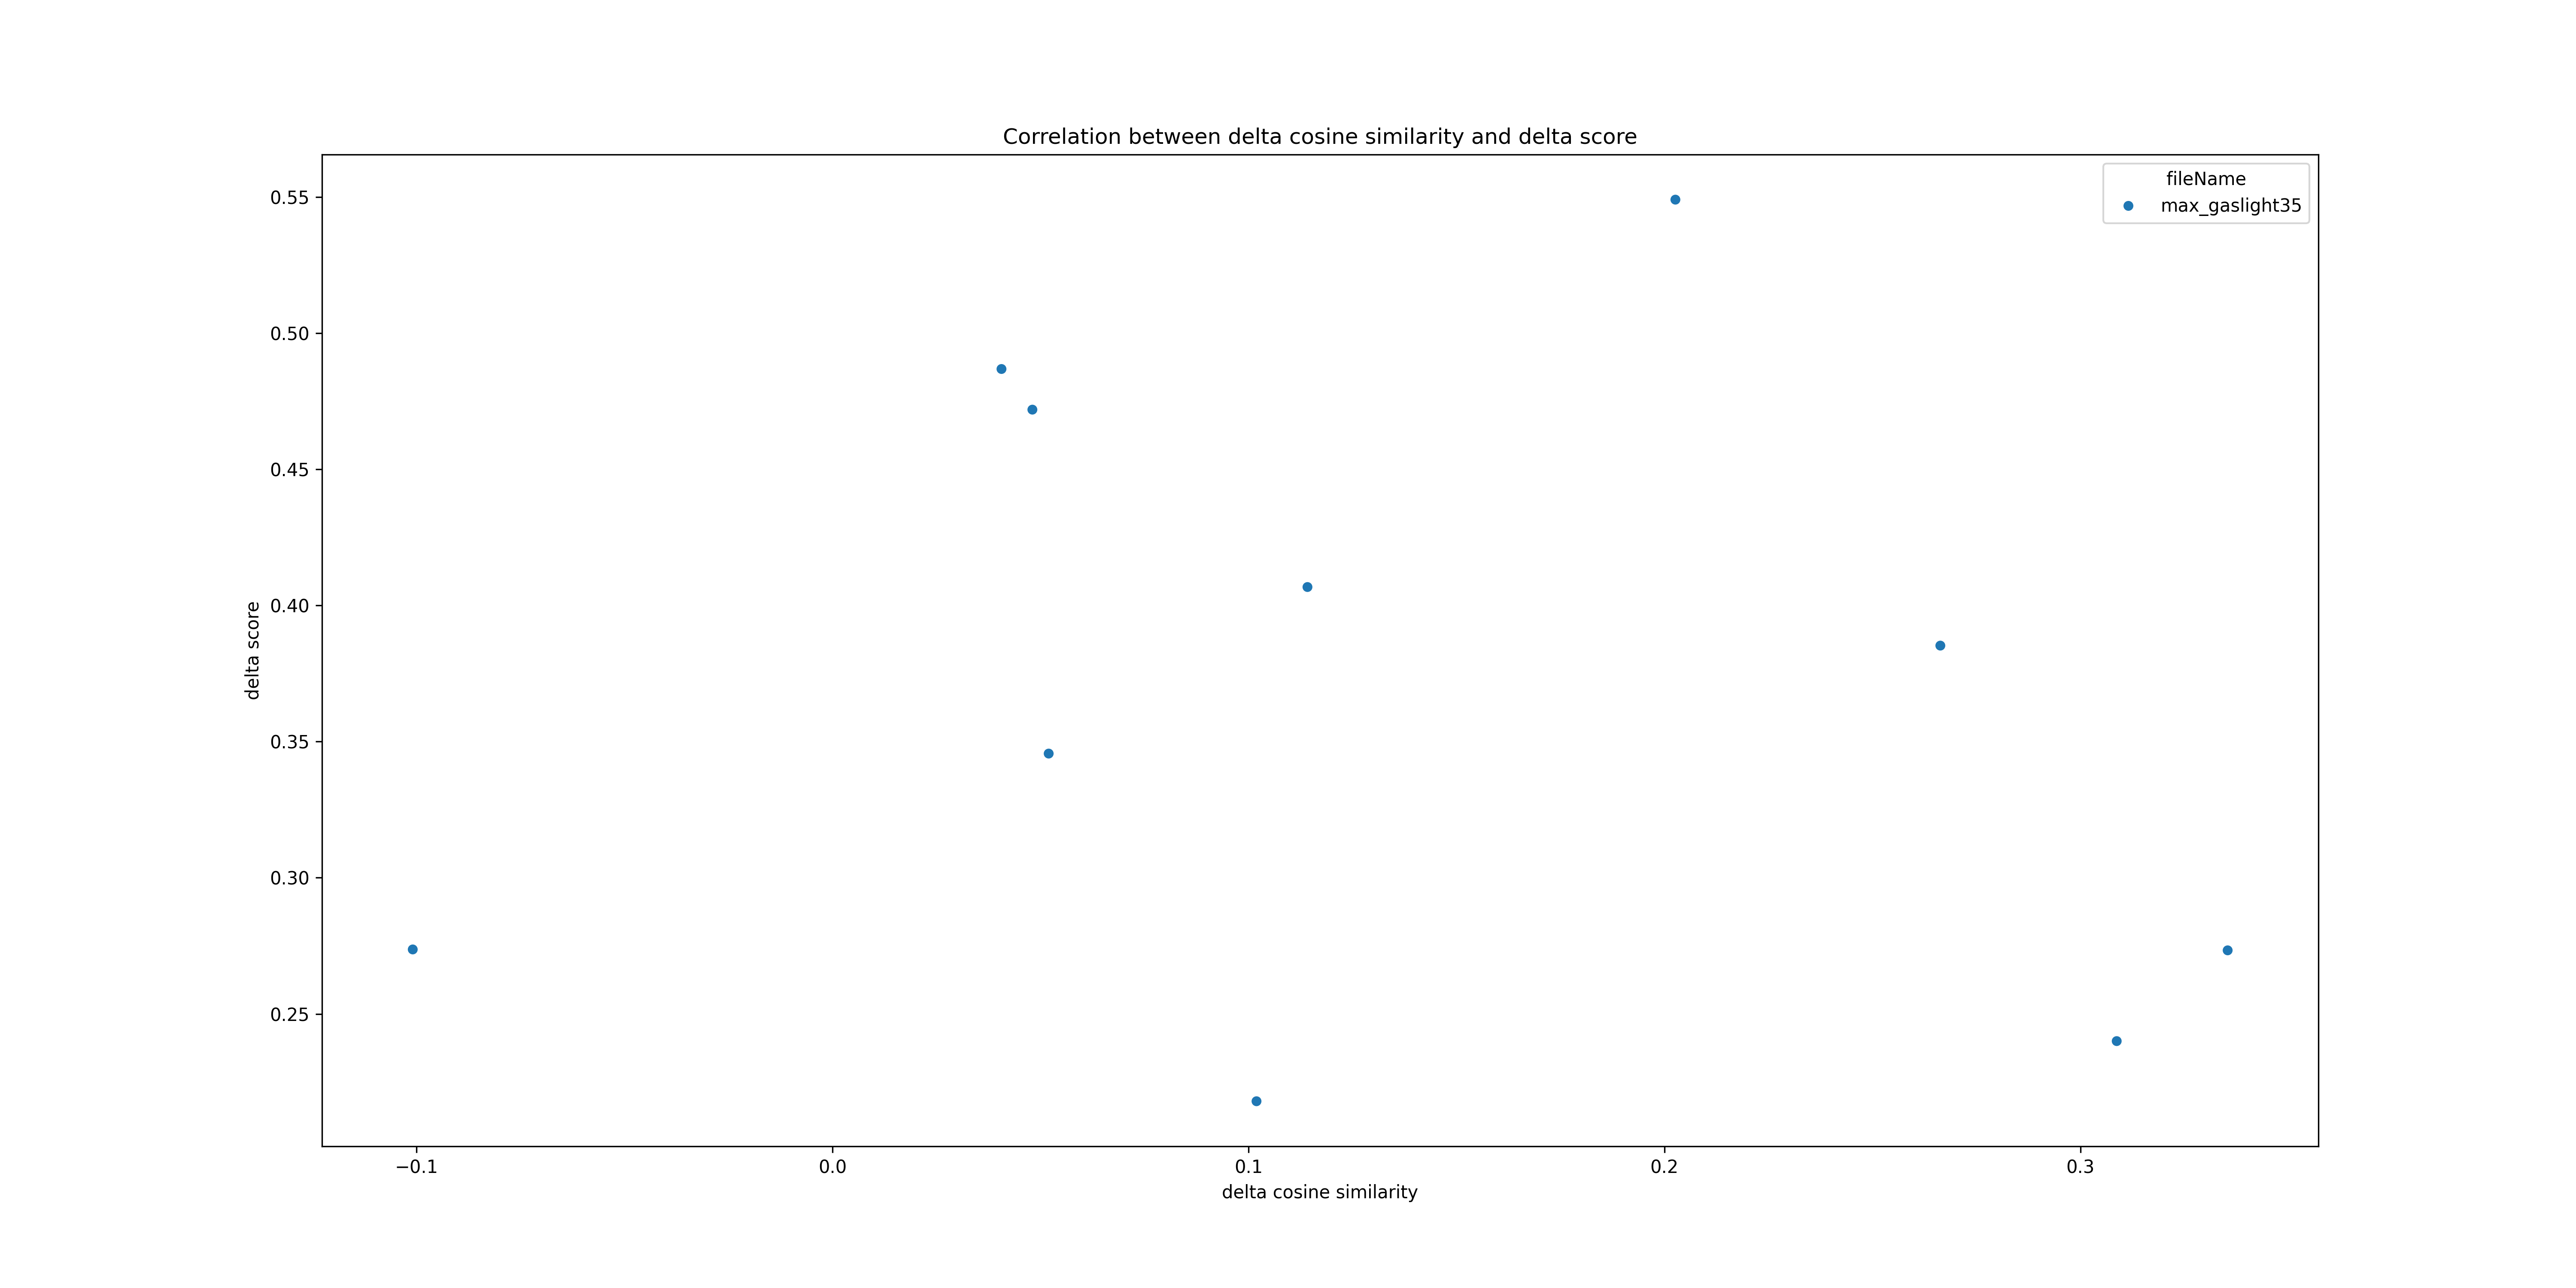 Correlation between delta cosine similarity and delta score
fileName
max_gaslight35
delta score
0.55
0.50
0.45
0.40
0.35
0.30
0.25
−0.1
0.0
0.1
0.2
0.3
delta cosine similarity